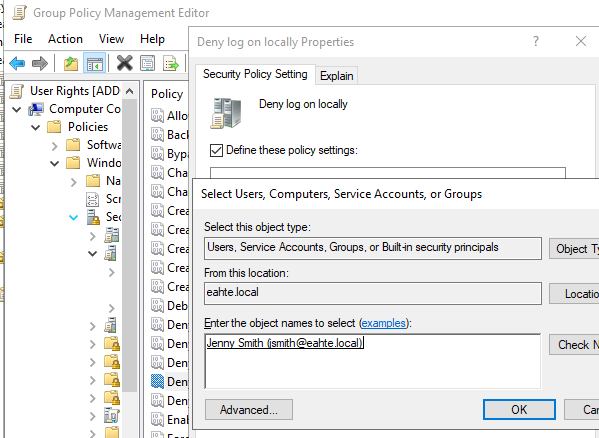 Group Policy Management Editor
File Action View Help
User Rights [ADD
Computer Co
Policies
Softwa
Windo
Na
Scr
Sec
Policy
Allo
Back
Bypa
Cha
Cha
Crea
Crea
Crea
Crea
Crea
Deb
Den
Den
Den
Den
Den
Enab
Deny log on locally Properties
?
Security Policy Setting Explain
Deny log on locally
Define these policy settings:
Select Users, Computers, Service Accounts, or Groups
Select this object type:
Users, Service Accounts, Groups, or Built-in security principals
Object Ty
From this location:
eahte.local
Locatio
Enter the object names to select (examples):
Jenny Smith (jsmith@eahte.local)
Check N
Advanced...
OK
Can